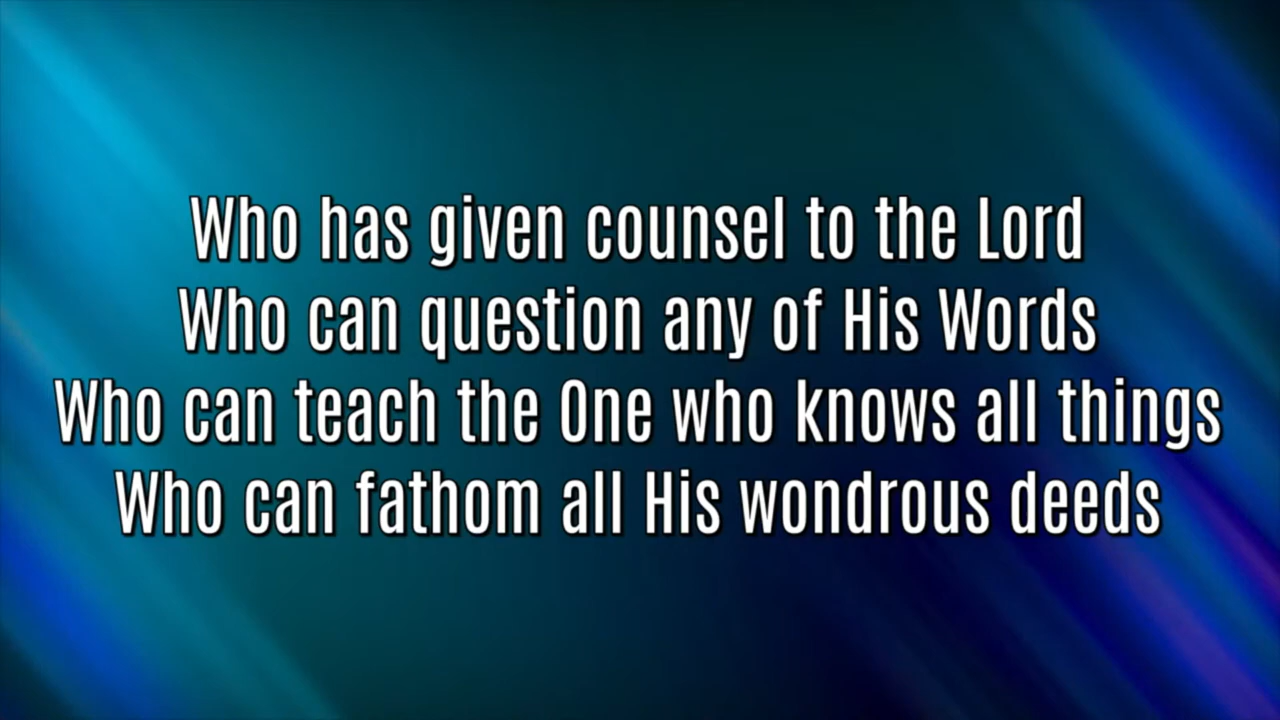 Who has given counsel to the Lord
Who can question any of His Words
Who can teach the One who knows all things
Who can fathom all His wondrous deeds